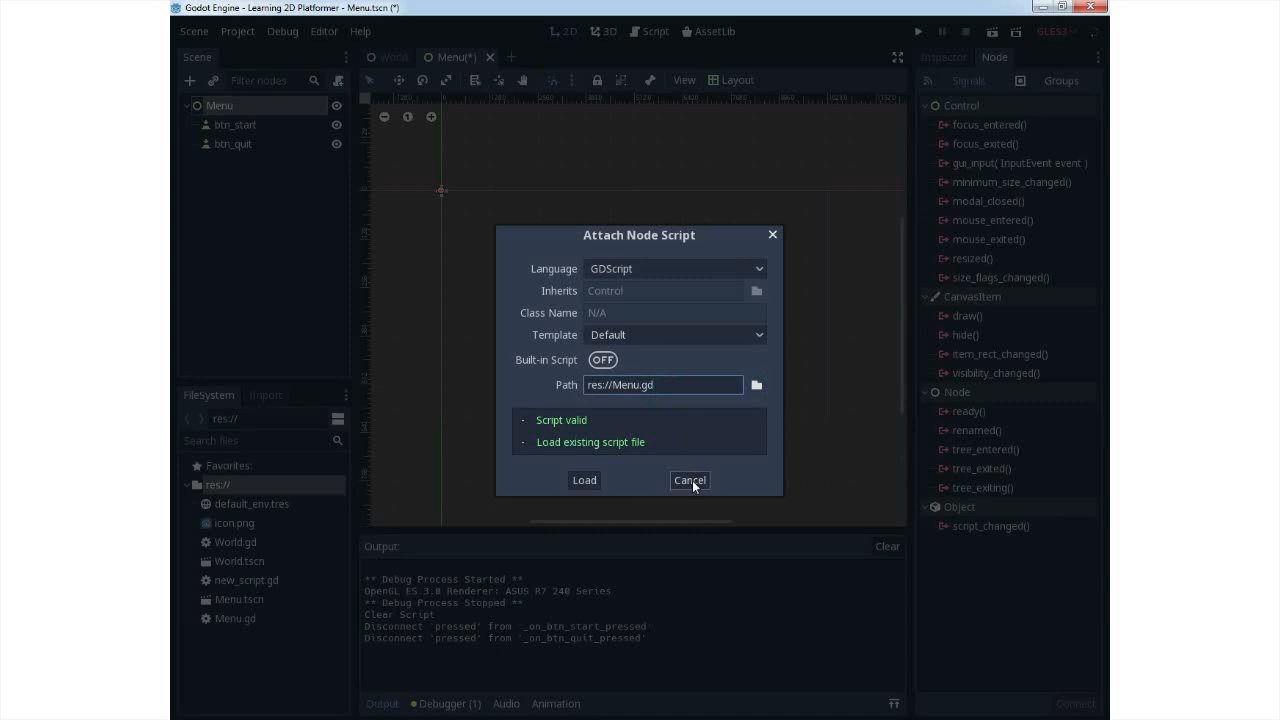 Godot Engine - Learning 2D Platformer - Menu.tscn (*)
Scene Project Debug Editor Help
2D 3D Script AssetLib
GLES3
Scene
World Menu(*)
Inspector Node
Filter nodes
View Layout
Signals Groups
Menu
btn_start
btn_quit
Control
focus_entered()
focus_exited()
gui_input( InputEvent event )
minimum_size_changed()
modal_closed()
mouse_entered()
mouse_exited()
resized()
size_flags_changed()
CanvasItem
draw()
hide()
item_rect_changed()
visibility_changed()
Node
ready()
renamed()
tree_entered()
tree_exited()
tree_exiting()
Object
script_changed()
Connect
Attach Node Script
Language GDScript
Inherits Control
Class Name N/A
Template Default
Built-in Script OFF
Path res://Menu.gd
- Script valid
- Load existing script file
Load Cancel
FileSystem Import
res://
Search files
Favorites:
res://
default_env.tres
icon.png
World.gd
World.tscn
new_script.gd
Menu.tscn
Menu.gd
Output: Clear
** Debug Process Started **
OpenGL ES 3.0 Renderer: ASUS R7 240 Series
** Debug Process Stopped **
Clear Script
Disconnect 'pressed' from '_on_btn_start_pressed'
Disconnect 'pressed' from '_on_btn_quit_pressed'
Output Debugger (1) Audio Animation